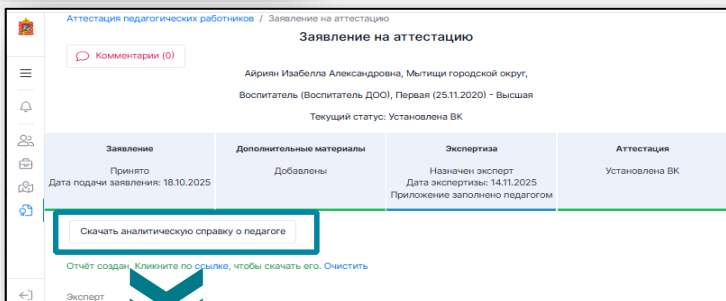 Аттестация педагогических работников / Заявление на аттестацию
Заявление на аттестацию
Комментарии (0)
Айриян Изабелла Александровна, Мытищи городской округ,
Воспитатель (Воспитатель ДОО), Первая (25.11.2020) - Высшая
Текущий статус: Установлена ВК
Заявление
Дополнительные материалы
Экспертиза
Аттестация
Принято
Дата подачи заявления: 18.10.2025
Добавлены
Назначен эксперт
Дата экспертизы: 14.11.2025
Приложение заполнено педагогом
Установлена ВК
Скачать аналитическую справку о педагоге
Отчёт создан. Кликните по ссылке, чтобы скачать его. Очистить
Эксперт